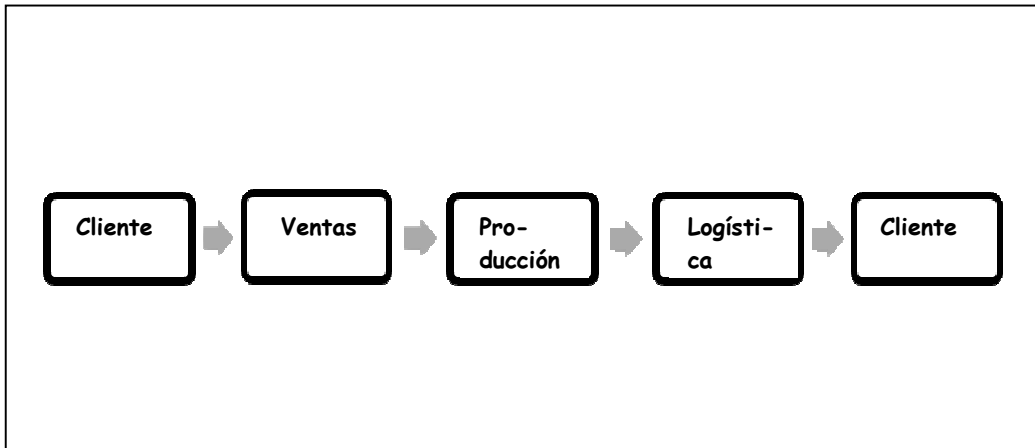 Cliente
Ventas
Pro-
ducción
Logísti-
ca
Cliente